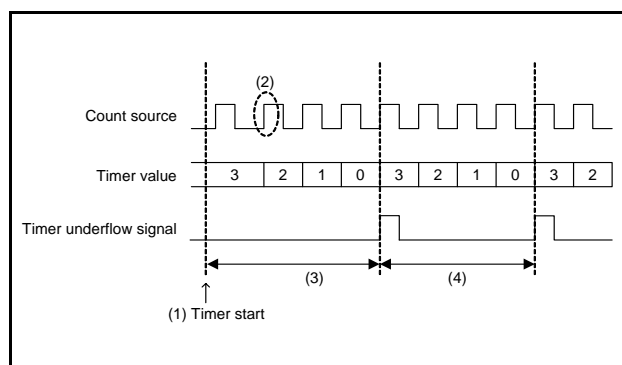 (2)
Count source
Timer value 3 2 1 0 3 2 1 0 3 2
Timer underflow signal
(3) (4)
(1) Timer start